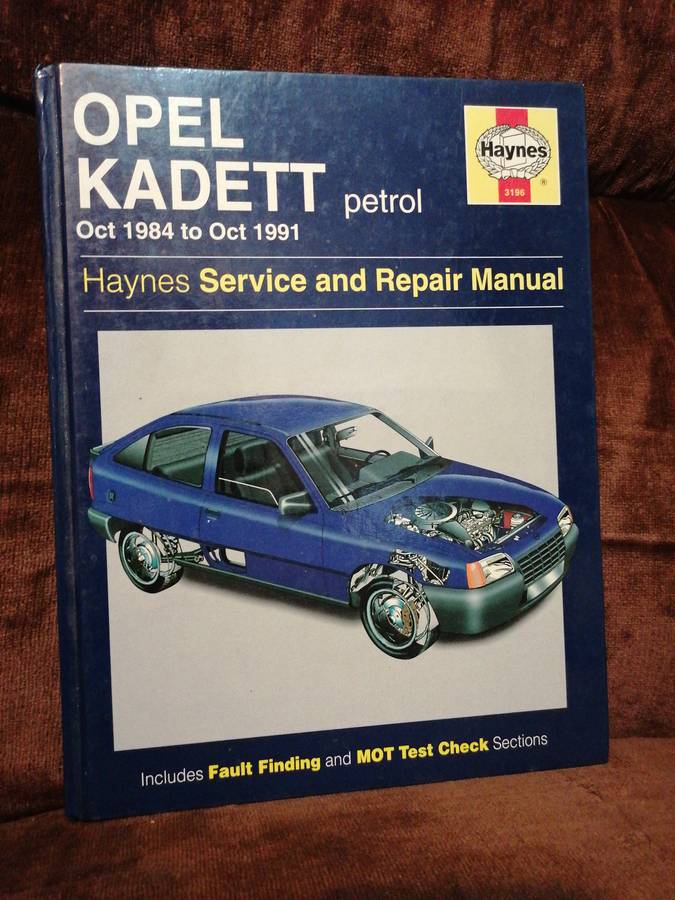 OPEL
KADETT petrol
Oct 1984 to Oct 1991
Haynes
®
3196
Haynes Service and Repair Manual
Includes Fault Finding and MOT Test Check Sections